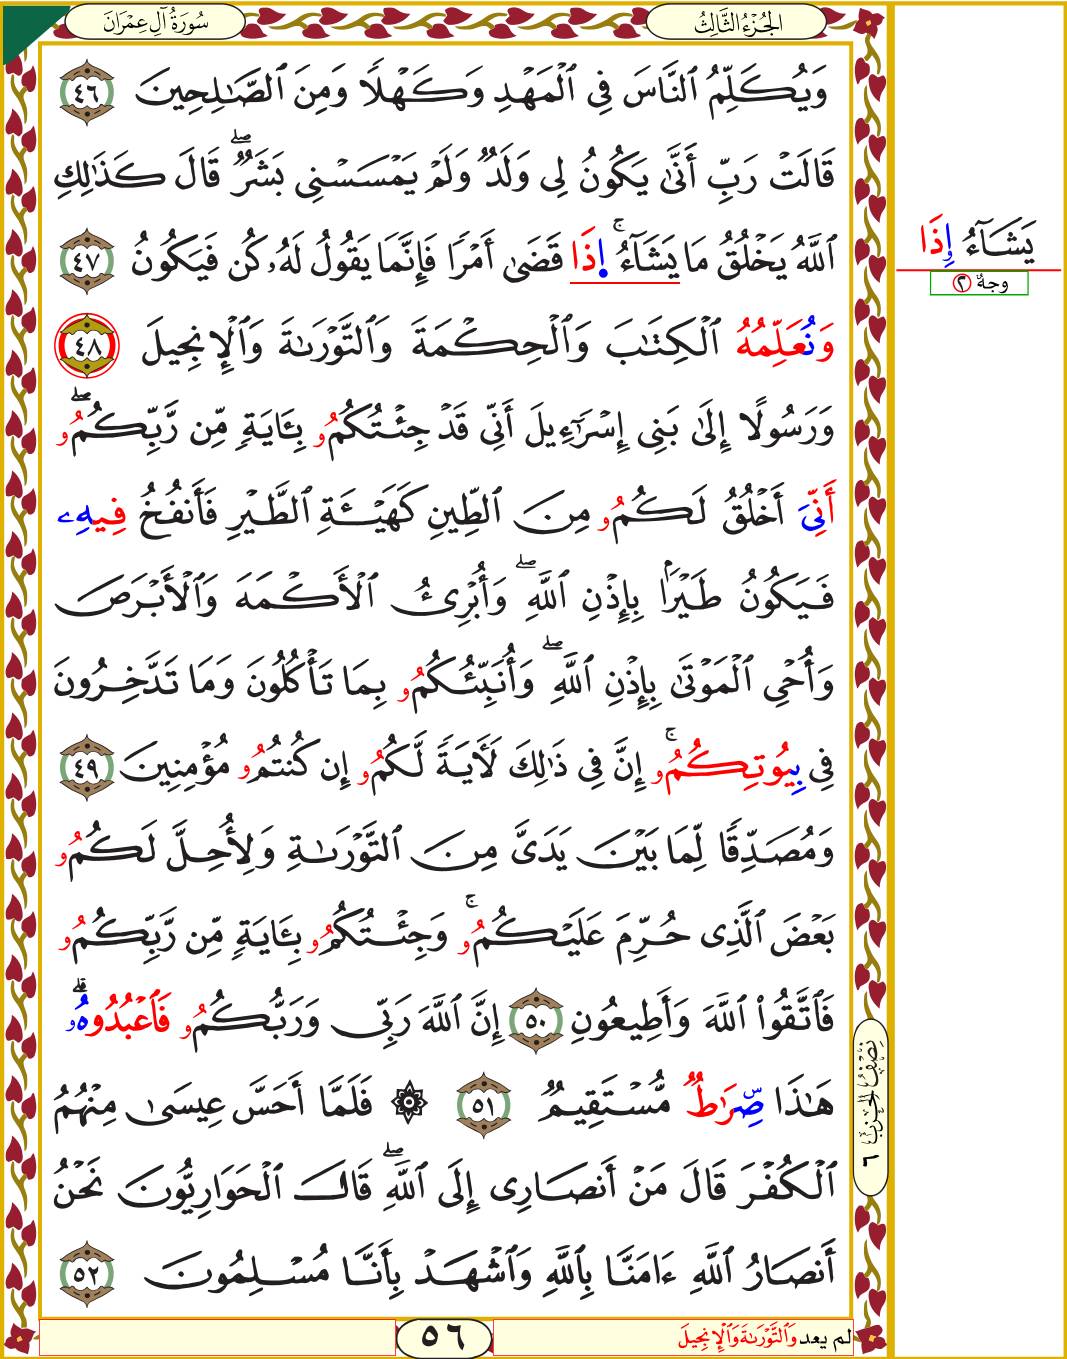 سُورَةُ آلِ عِمْرَانَ
الجُزْءُ الثَّالِثُ
وَيُكَلِّمُ ٱلنَّاسَ فِي ٱلْمَهْدِ وَكَهْلًا وَمِنَ ٱلصَّٰلِحِينَ ٤٦
قَالَتْ رَبِّ أَنَّىٰ يَكُونُ لِي وَلَدٌ وَلَمْ يَمْسَسْنِي بَشَرٌۖ قَالَ كَذَٰلِكِ
ٱللَّهُ يَخْلُقُ مَا يَشَآءُۚ اِ۪ذَا قَضَىٰٓ أَمْرًا فَإِنَّمَا يَقُولُ لَهُۥ كُن فَيَكُونُ ٤٧
وَنُعَلِّمُهُ ٱلْكِتَٰبَ وَٱلْحِكْمَةَ وَٱلتَّوْرَىٰةَ وَٱلْإِنجِيلَ ٤٨
وَرَسُولًا إِلَىٰ بَنِيٓ إِسْرَٰٓءِيلَ أَنِّي قَدْ جِئْتُكُمُۥ بِـَٔايَةٍ مِّن رَّبِّكُمُۥۖ
أَنِّيَ أَخْلُقُ لَكُمُۥ مِنَ ٱلطِّينِ كَهَيْـَٔةِ ٱلطَّيْرِ فَأَنفُخُ فِيهِۦ
فَيَكُونُ طَيْرًۢا بِإِذْنِ ٱللَّهِۖ وَأُبْرِئُ ٱلْأَكْمَهَ وَٱلْأَبْرَصَ
وَأُحْيِ ٱلْمَوْتَىٰ بِإِذْنِ ٱللَّهِۖ وَأُنَبِّئُكُمُۥ بِمَا تَأْكُلُونَ وَمَا تَدَّخِرُونَ
فِي بِيُوتِكُمُۥۚ إِنَّ فِي ذَٰلِكَ لَأٓيَةً لَّكُمُۥ إِن كُنتُمُۥ مُؤْمِنِينَ ٤٩
وَمُصَدِّقًا لِّمَا بَيْنَ يَدَيَّ مِنَ ٱلتَّوْرَىٰةِ وَلِأُحِلَّ لَكُمُۥ
بَعْضَ ٱلَّذِي حُرِّمَ عَلَيْكُمُۥۚ وَجِئْتُكُمُۥ بِـَٔايَةٍ مِّن رَّبِّكُمُۥ
فَٱتَّقُوا۟ ٱللَّهَ وَأَطِيعُونِ ٥٠ إِنَّ ٱللَّهَ رَبِّي وَرَبُّكُمُۥ فَٱعْبُدُوهُۥۗ
هَٰذَا صِّرَٰطٌ مُّسْتَقِيمٌ ٥١ ۞ فَلَمَّآ أَحَسَّ عِيسَىٰ مِنْهُمُ
ٱلْكُفْرَ قَالَ مَنْ أَنصَارِي إِلَى ٱللَّهِۖ قَالَ ٱلْحَوَارِيُّونَ نَحْنُ
أَنصَارُ ٱللَّهِ ءَامَنَّا بِٱللَّهِ وَٱشْهَدْ بِأَنَّا مُسْلِمُونَ ٥٢
يَشَآءُ وِ۪ذَا
وجهٌ ٢
نِصْفُ الحِزْبِ ٦
لم يعد وَٱلتَّوْرَىٰةَ وَٱلْإِنجِيلَ
٥٦